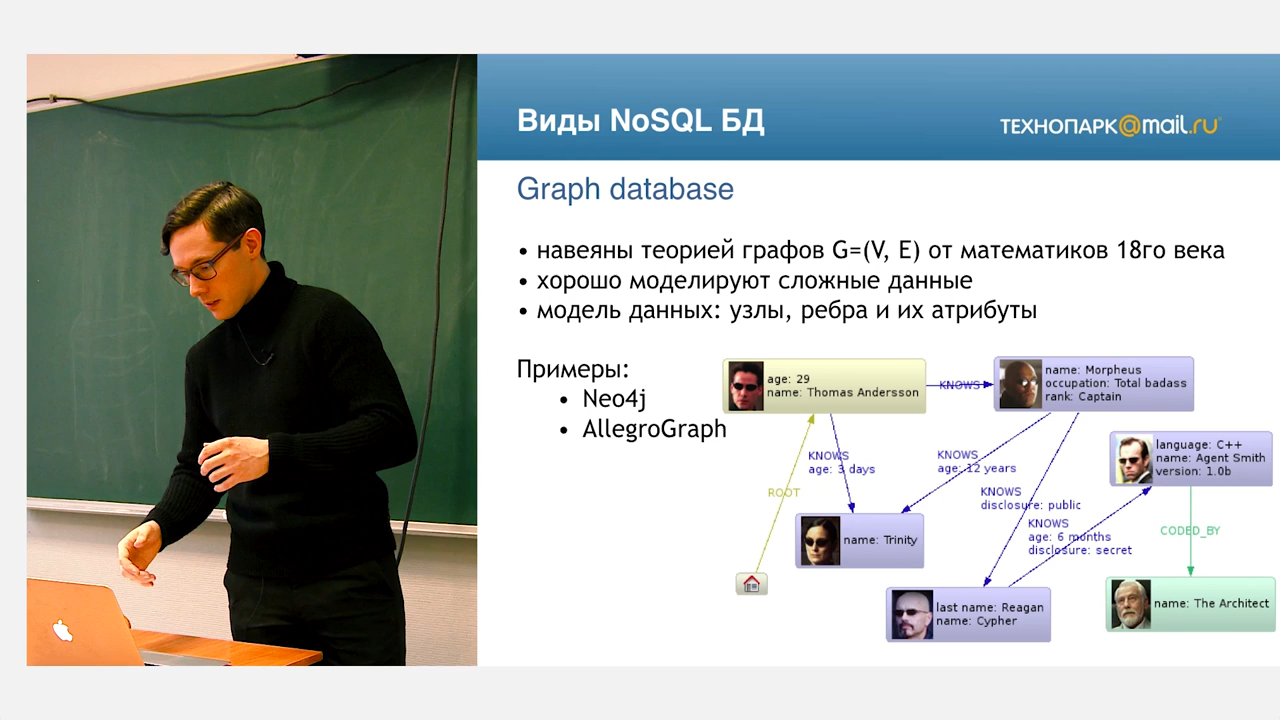 Виды NoSQL БД
ТЕХНОПАРК@mail.ru
Graph database
• навеяны теорией графов G=(V, E) от математиков 18го века
• хорошо моделируют сложные данные
• модель данных: узлы, ребра и их атрибуты
Примеры:
• Neo4j
• AllegroGraph
age: 29
name: Thomas Andersson
KNOWS
name: Morpheus
occupation: Total badass
rank: Captain
language: C++
name: Agent Smith
version: 1.0b
KNOWS
age: 3 days
KNOWS
age: 12 years
ROOT
KNOWS
disclosure: public
KNOWS
age: 6 months
disclosure: secret
CODED_BY
name: Trinity
last name: Reagan
name: Cypher
name: The Architect